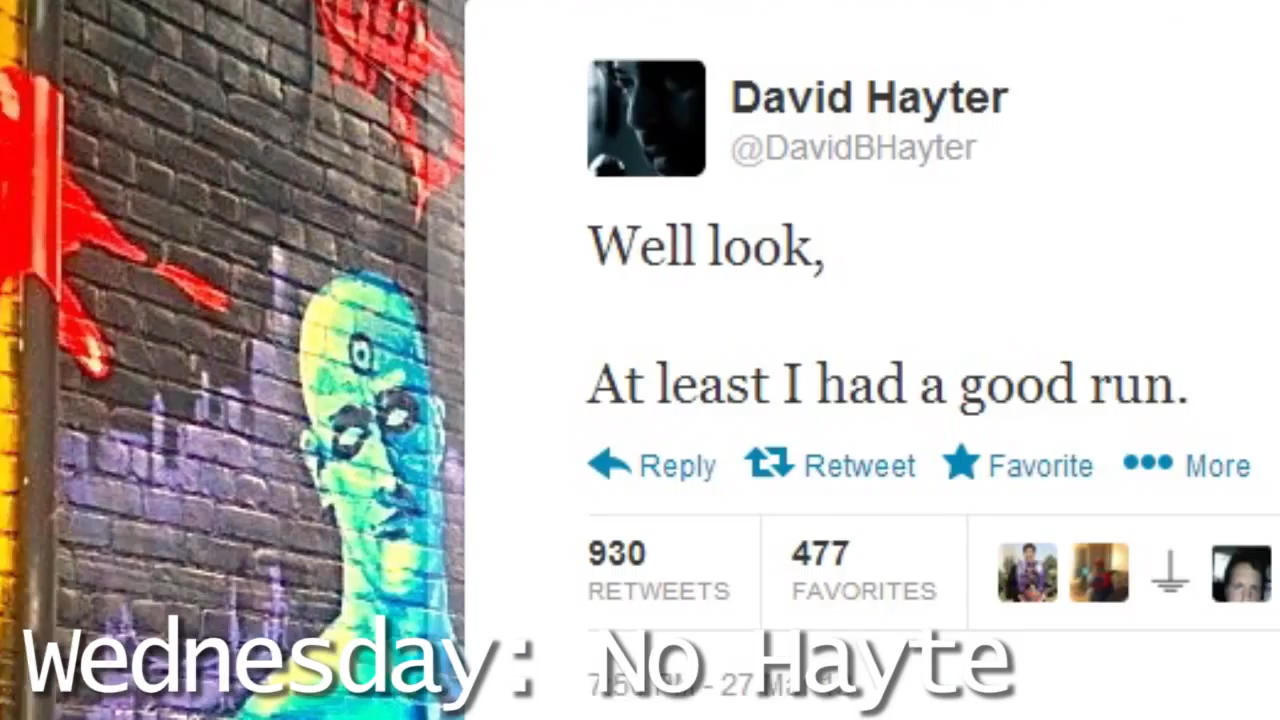 David Hayter
@DavidBHayter
Well look,
At least I had a good run.
Reply Retweet Favorite More
930 477
RETWEETS FAVORITES
Wednesday: No Hayte
- 27